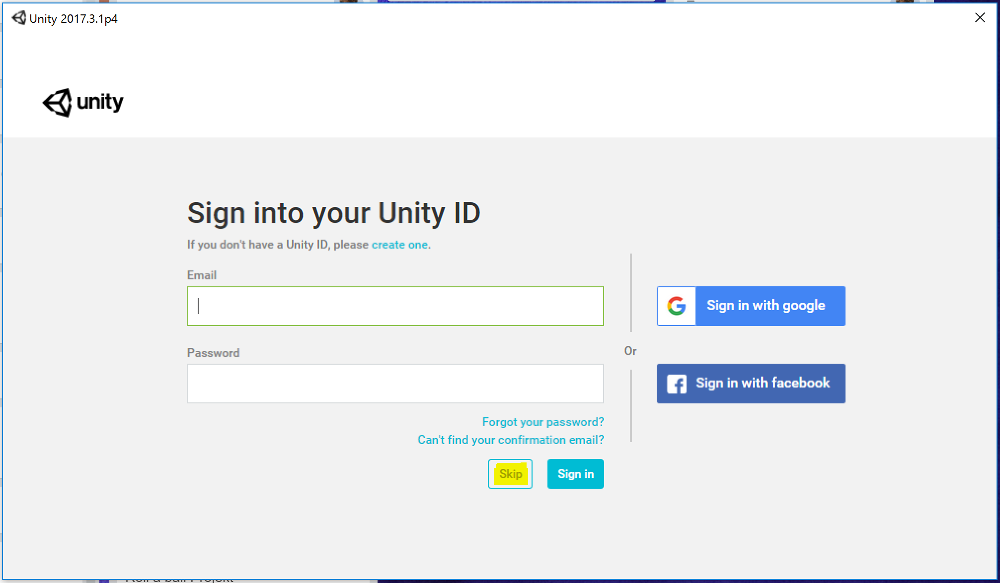 Unity 2017.3.1p4
unity
Sign into your Unity ID
If you don't have a Unity ID, please create one.
Email
Password
Forgot your password?
Can't find your confirmation email?
Skip
Sign in
Or
Sign in with google
Sign in with facebook